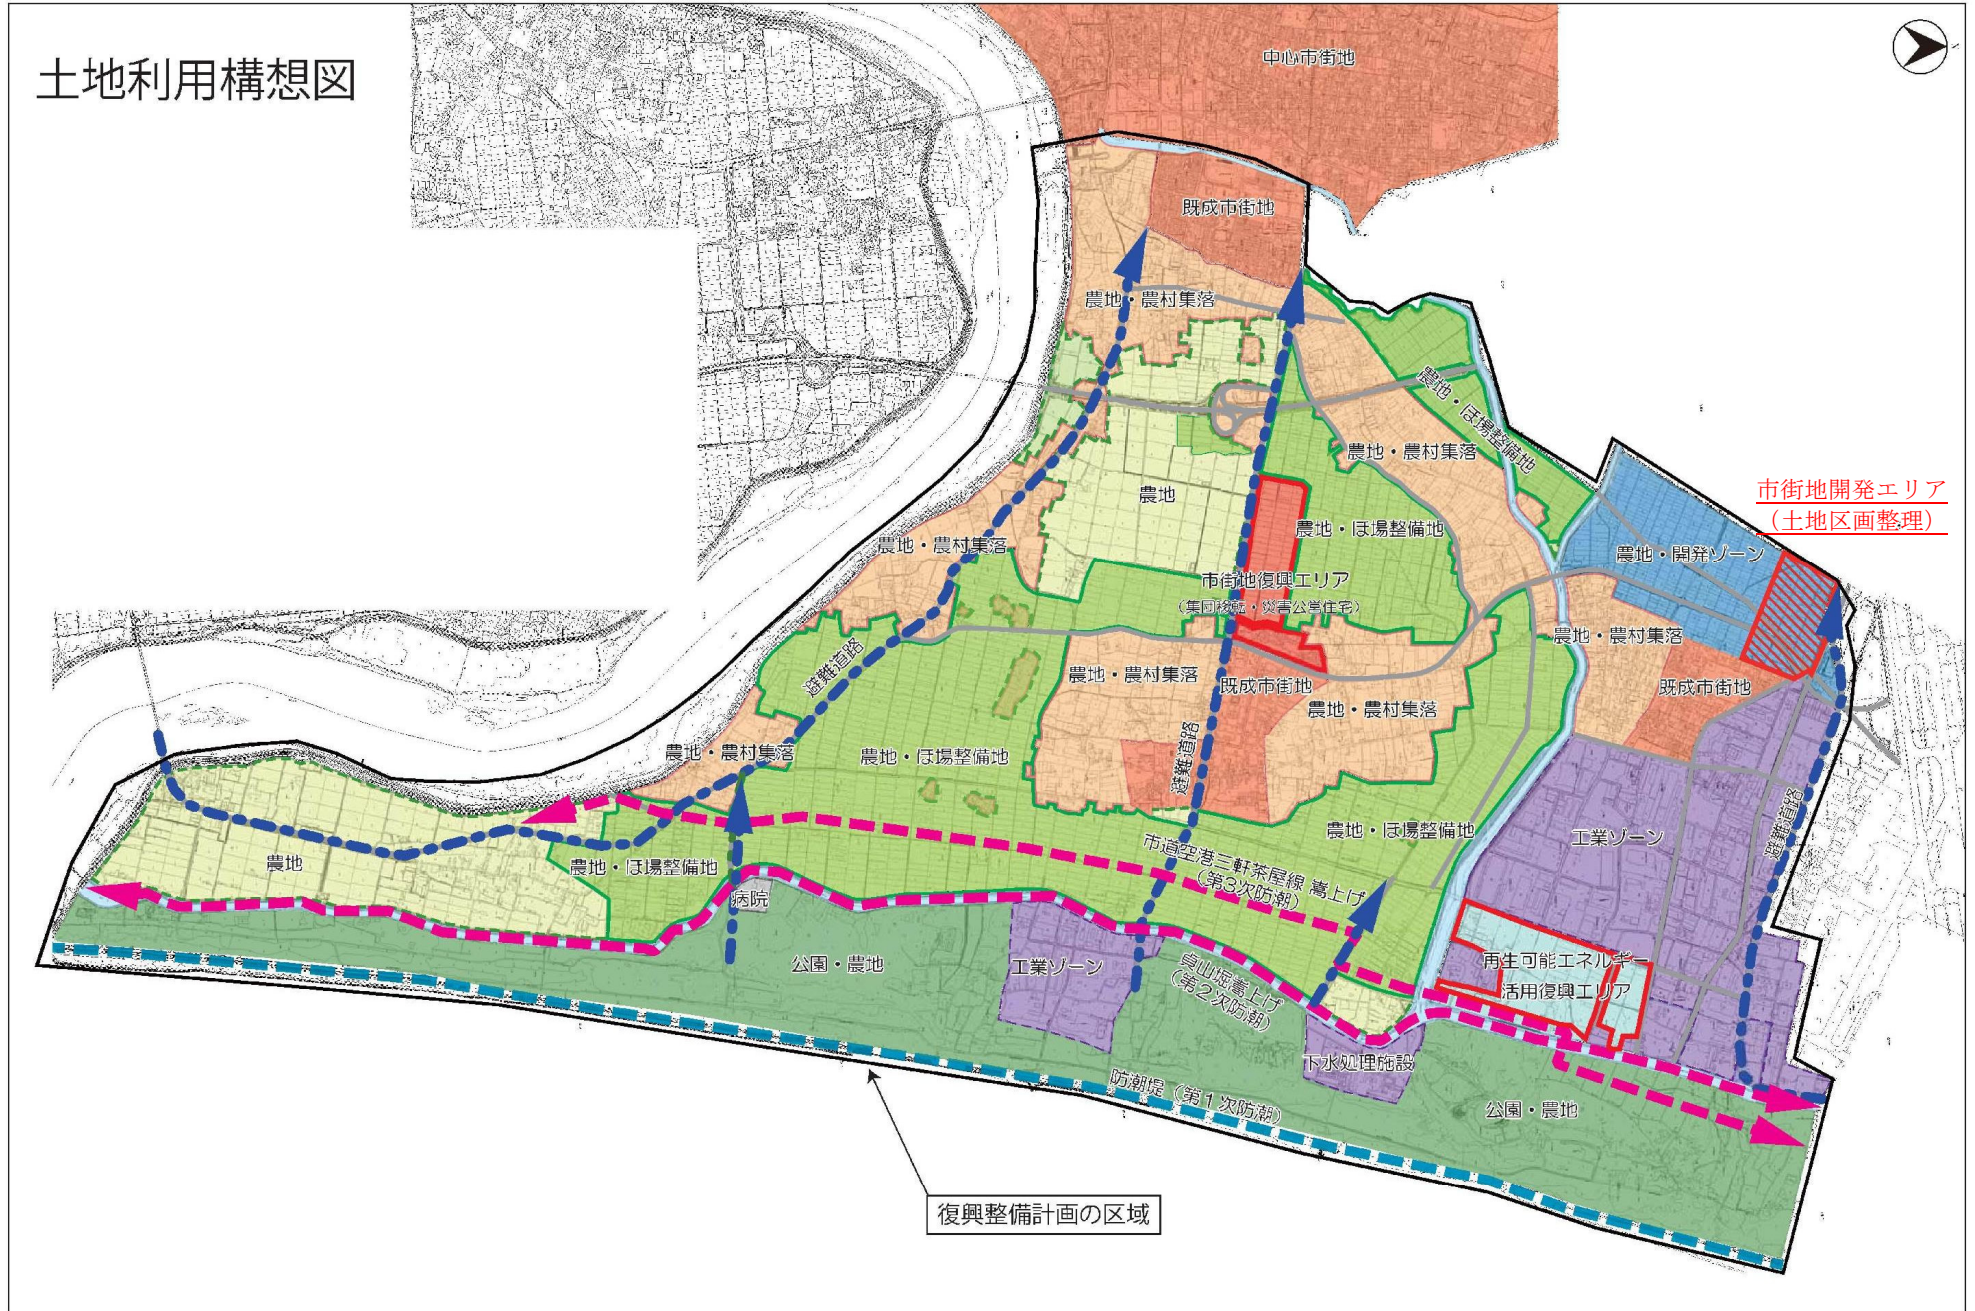 土地利用構想図
中心市街地
既成市街地
農地・農村集落
農地・ほ場整備地
農地・農村集落
農地
市街地開発エリア
（土地区画整理）
農地・ほ場整備地
農地・開発ゾーン
農地・農村集落
市街地復興エリア
（集団移転・災害公営住宅）
農地・農村集落
避難道路
農地・農村集落
既成市街地
既成市街地
農地・農村集落
農地・農村集落
農地・ほ場整備地
避難道路
農地・ほ場整備地
工業ゾーン
避難道路
農地
農地・ほ場整備地
病院
市道空港三軒茶屋線 嵩上げ
（第3次防潮）
公園・農地
工業ゾーン
貞山堀嵩上げ
（第2次防潮）
再生可能エネルギー
活用復興エリア
下水処理施設
防潮堤（第1次防潮）
公園・農地
復興整備計画の区域